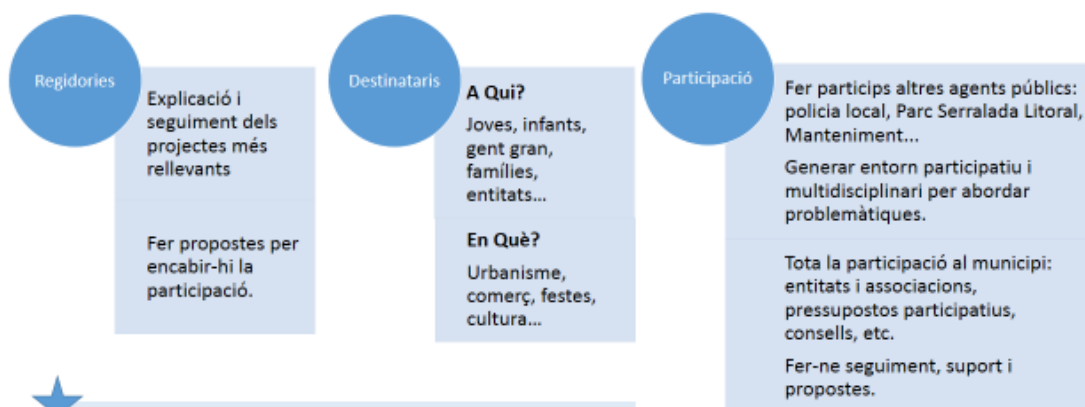 Regidories
Explicació i
seguiment dels
projectes més
rellevants
Fer propostes per
encabir-hi la
participació.
Destinataris
A Qui?
Joves, infants,
gent gran,
famílies,
entitats...
En Què?
Urbanisme,
comerç, festes,
cultura...
Participació
Fer particips altres agents públics:
policia local, Parc Serralada Litoral,
Manteniment...
Generar entorn participatiu i
multidisciplinari per abordar
problemàtiques.
Tota la participació al municipi:
entitats i associacions,
pressupostos participatius,
consells, etc.
Fer-ne seguiment, suport i
propostes.